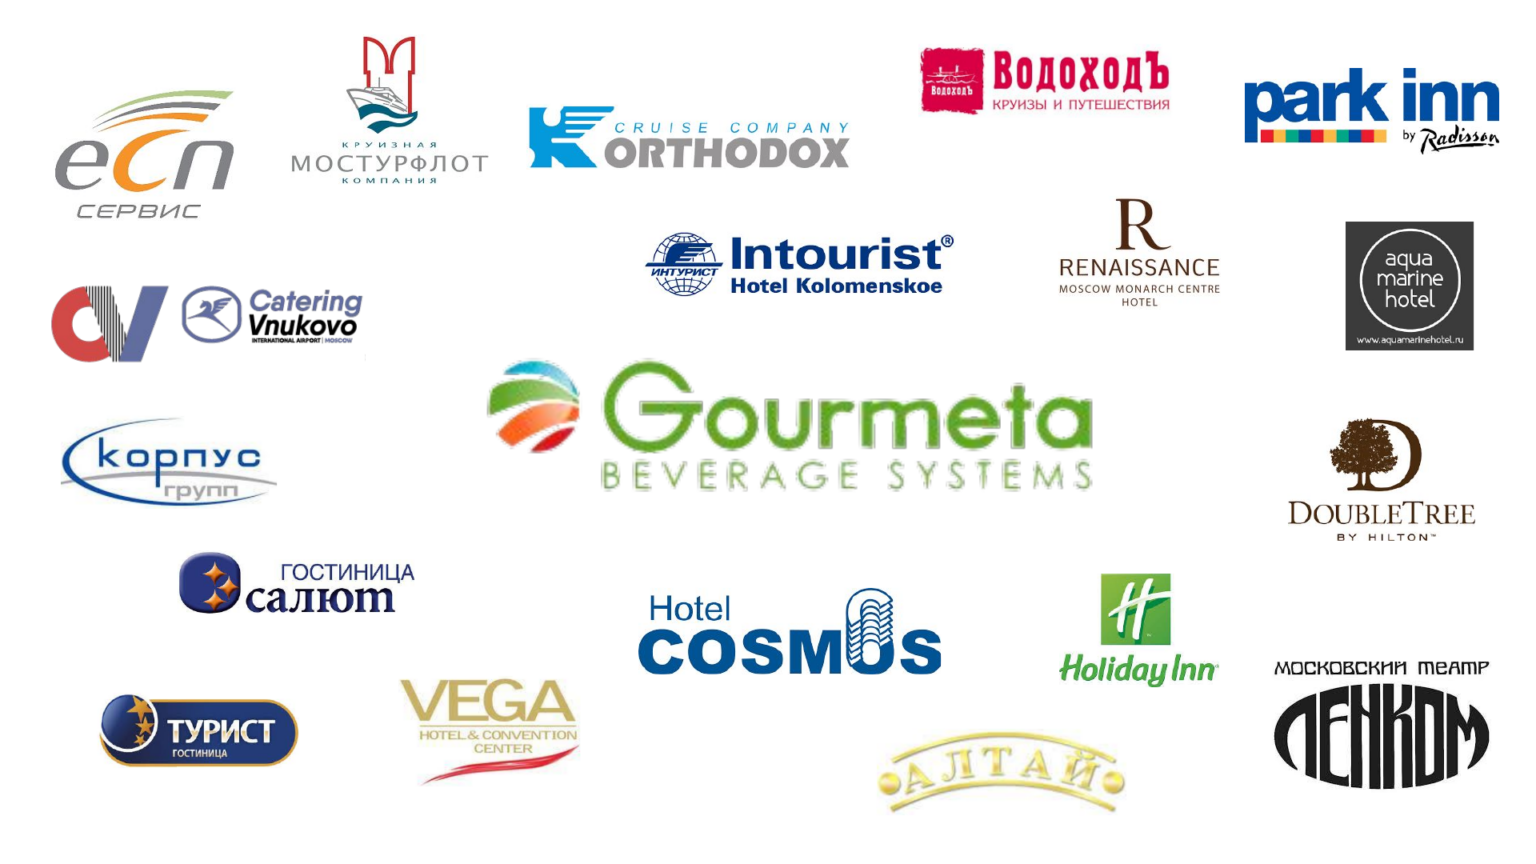 есп
СЕРВИС
КРУИЗНАЯ
МОСТУРФЛОТ
КОМПАНИЯ
CRUISE COMPANY
ORTHODOX
ВодоходЪ
ВодоходЪ
КРУИЗЫ И ПУТЕШЕСТВИЯ
park inn
by Radisson
ИНТУРИСТ
Intourist®
Hotel Kolomenskoe
R
RENAISSANCE
MOSCOW MONARCH CENTRE
HOTEL
aqua
marine
hotel
www.aquamarinehotel.ru
CV
Catering
Vnukovo
INTERNATIONAL AIRPORT | MOSCOW
Gourmeta
BEVERAGE SYSTEMS
корпус
групп
D
DOUBLETREE
BY HILTON™
ГОСТИНИЦА
салют
Hotel
COSMOS
H
Holiday Inn
ТУРИСТ
ГОСТИНИЦА
VEGA
HOTEL & CONVENTION
CENTER
АЛТАЙ
МОСКОВСКИЙ ТЕАТР
ЛЕНКОМ